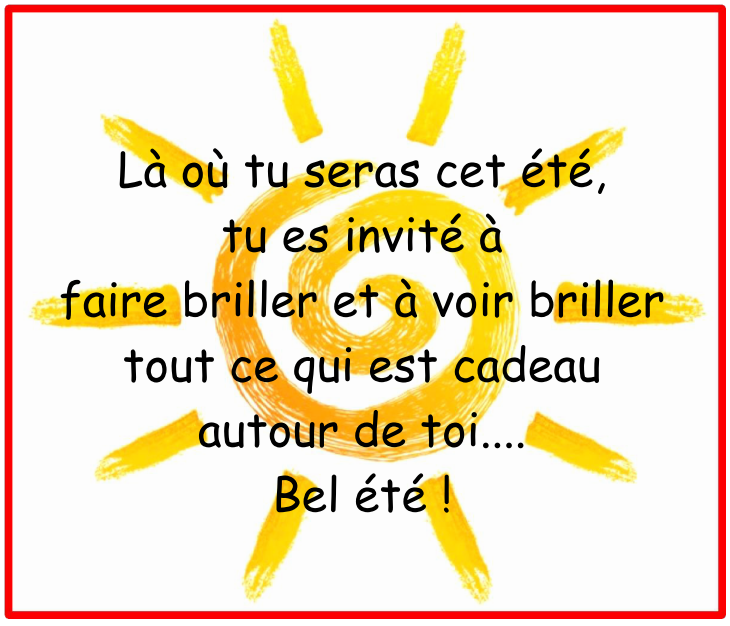 Là où tu seras cet été,
tu es invité à
faire briller et à voir briller
tout ce qui est cadeau
autour de toi....
Bel été !